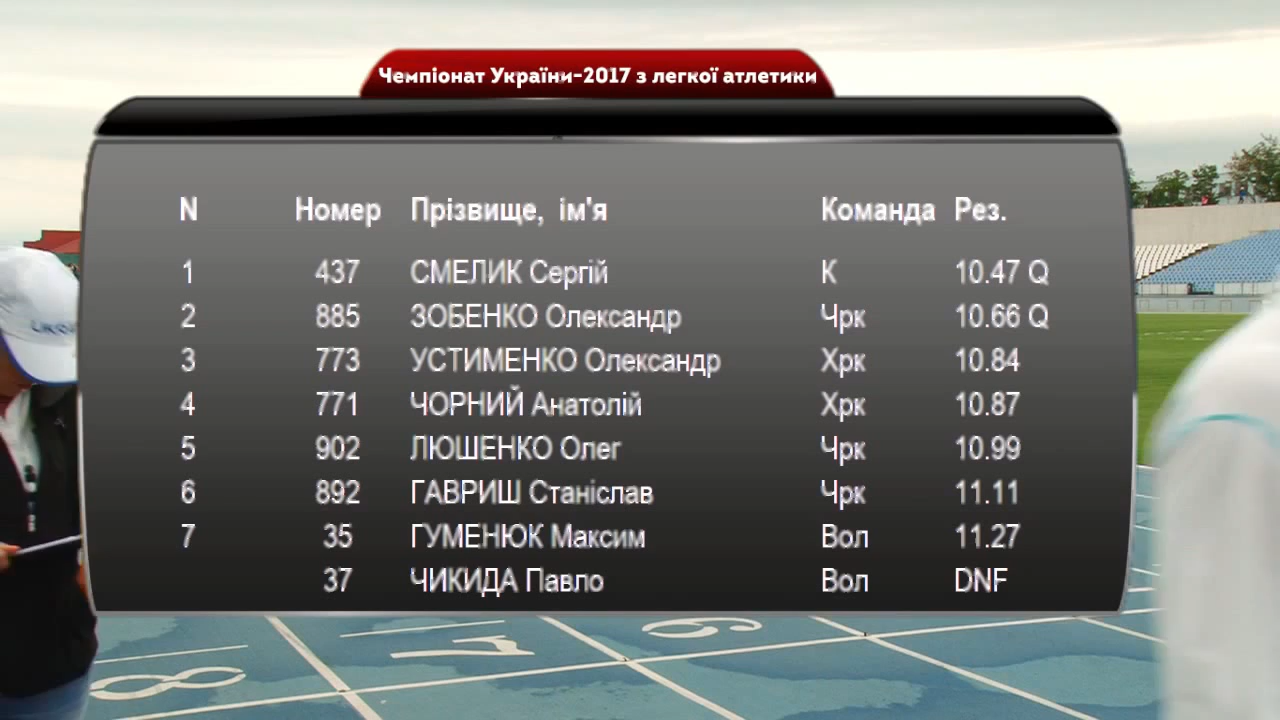 Чемпіонат України-2017 з легкої атлетики
N Номер Прізвище, ім'я Команда Рез.
1 437 СМЕЛИК Сергій К 10.47 Q
2 885 ЗОБЕНКО Олександр Чрк 10.66 Q
3 773 УСТИМЕНКО Олександр Хрк 10.84
4 771 ЧОРНИЙ Анатолій Хрк 10.87
5 902 ЛЮШЕНКО Олег Чрк 10.99
6 892 ГАВРИШ Станіслав Чрк 11.11
7 35 ГУМЕНЮК Максим Вол 11.27
37 ЧИКИДА Павло Вол DNF
8 7 6